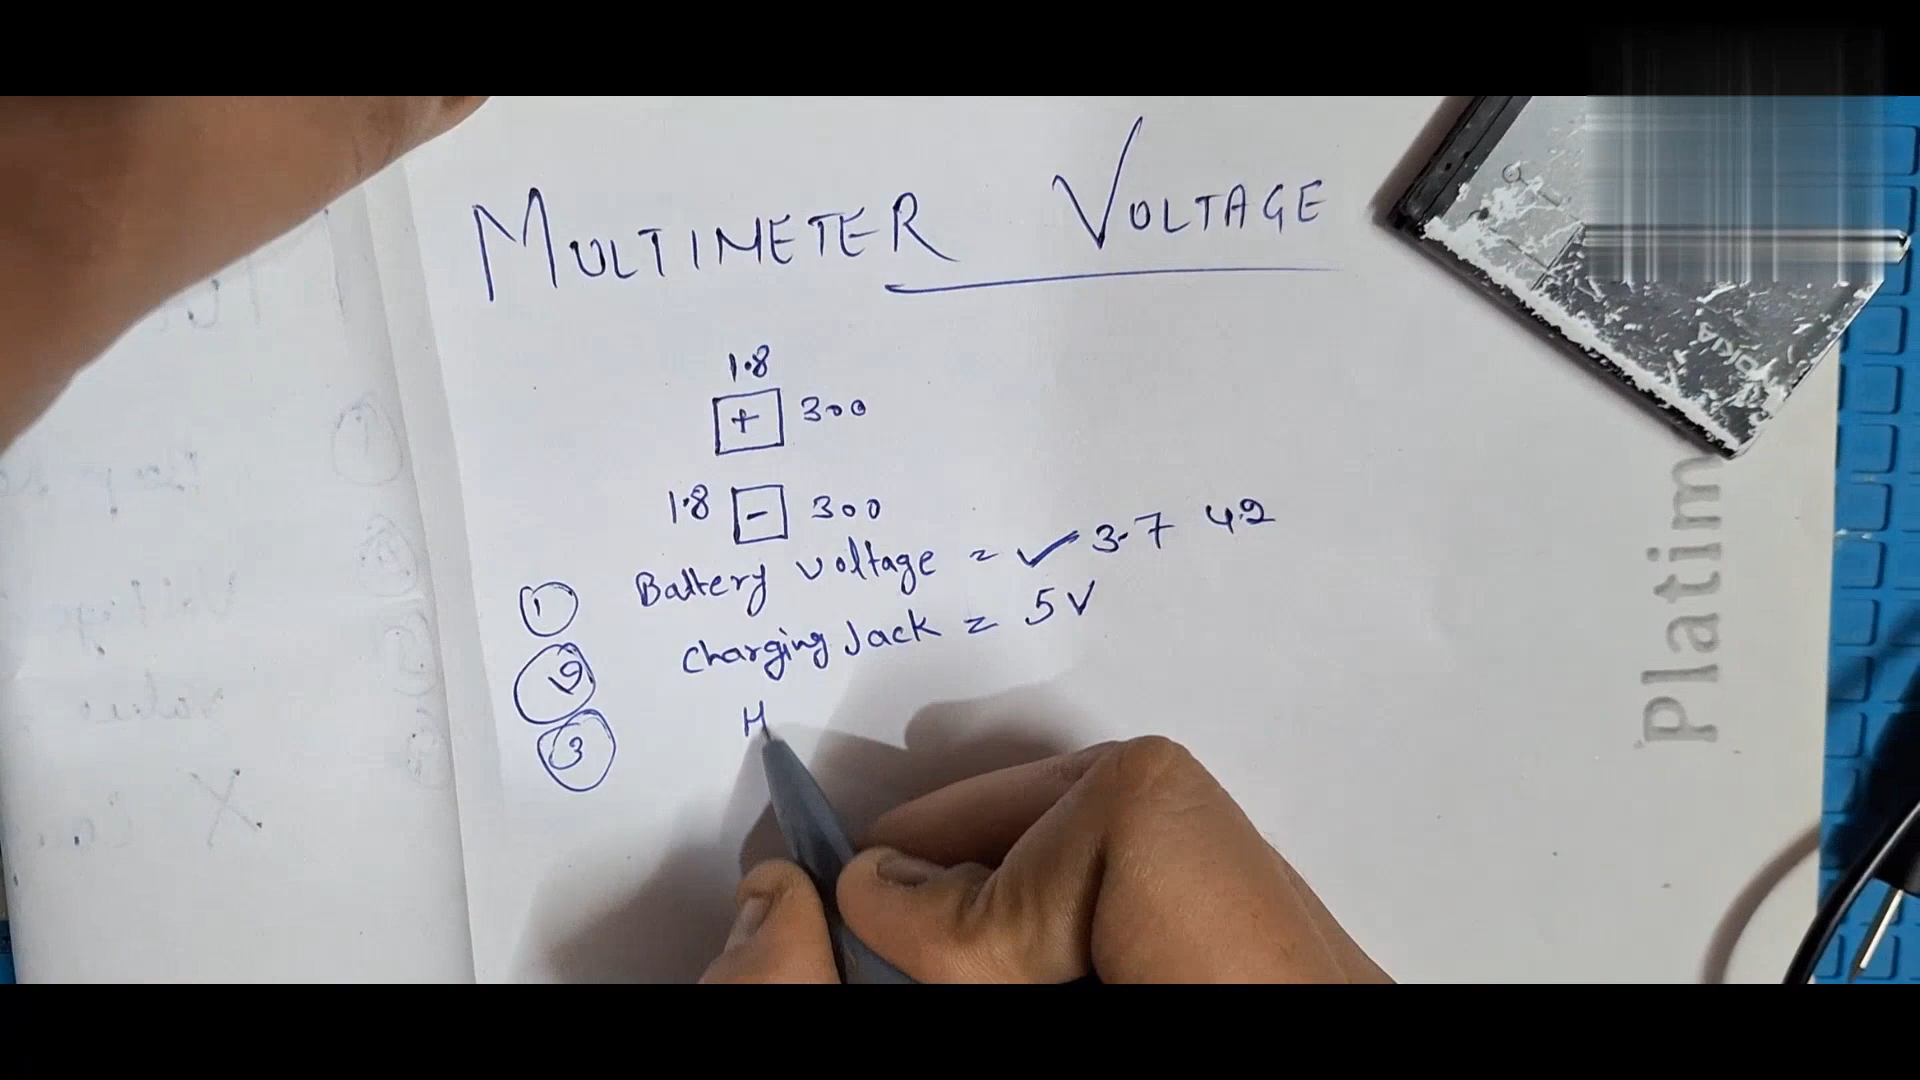 MULTIMETER VOLTAGE
1.8
+ 300
1.8 - 300
① Battery voltage = ✓ 3.7 4.2
② Charging Jack = 5V
③ M
NOKIA
Platim